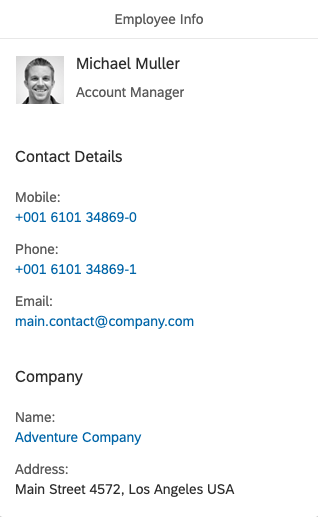 Employee Info
Michael Muller
Account Manager
Contact Details
Mobile:
+001 6101 34869-0
Phone:
+001 6101 34869-1
Email:
main.contact@company.com
Company
Name:
Adventure Company
Address:
Main Street 4572, Los Angeles USA